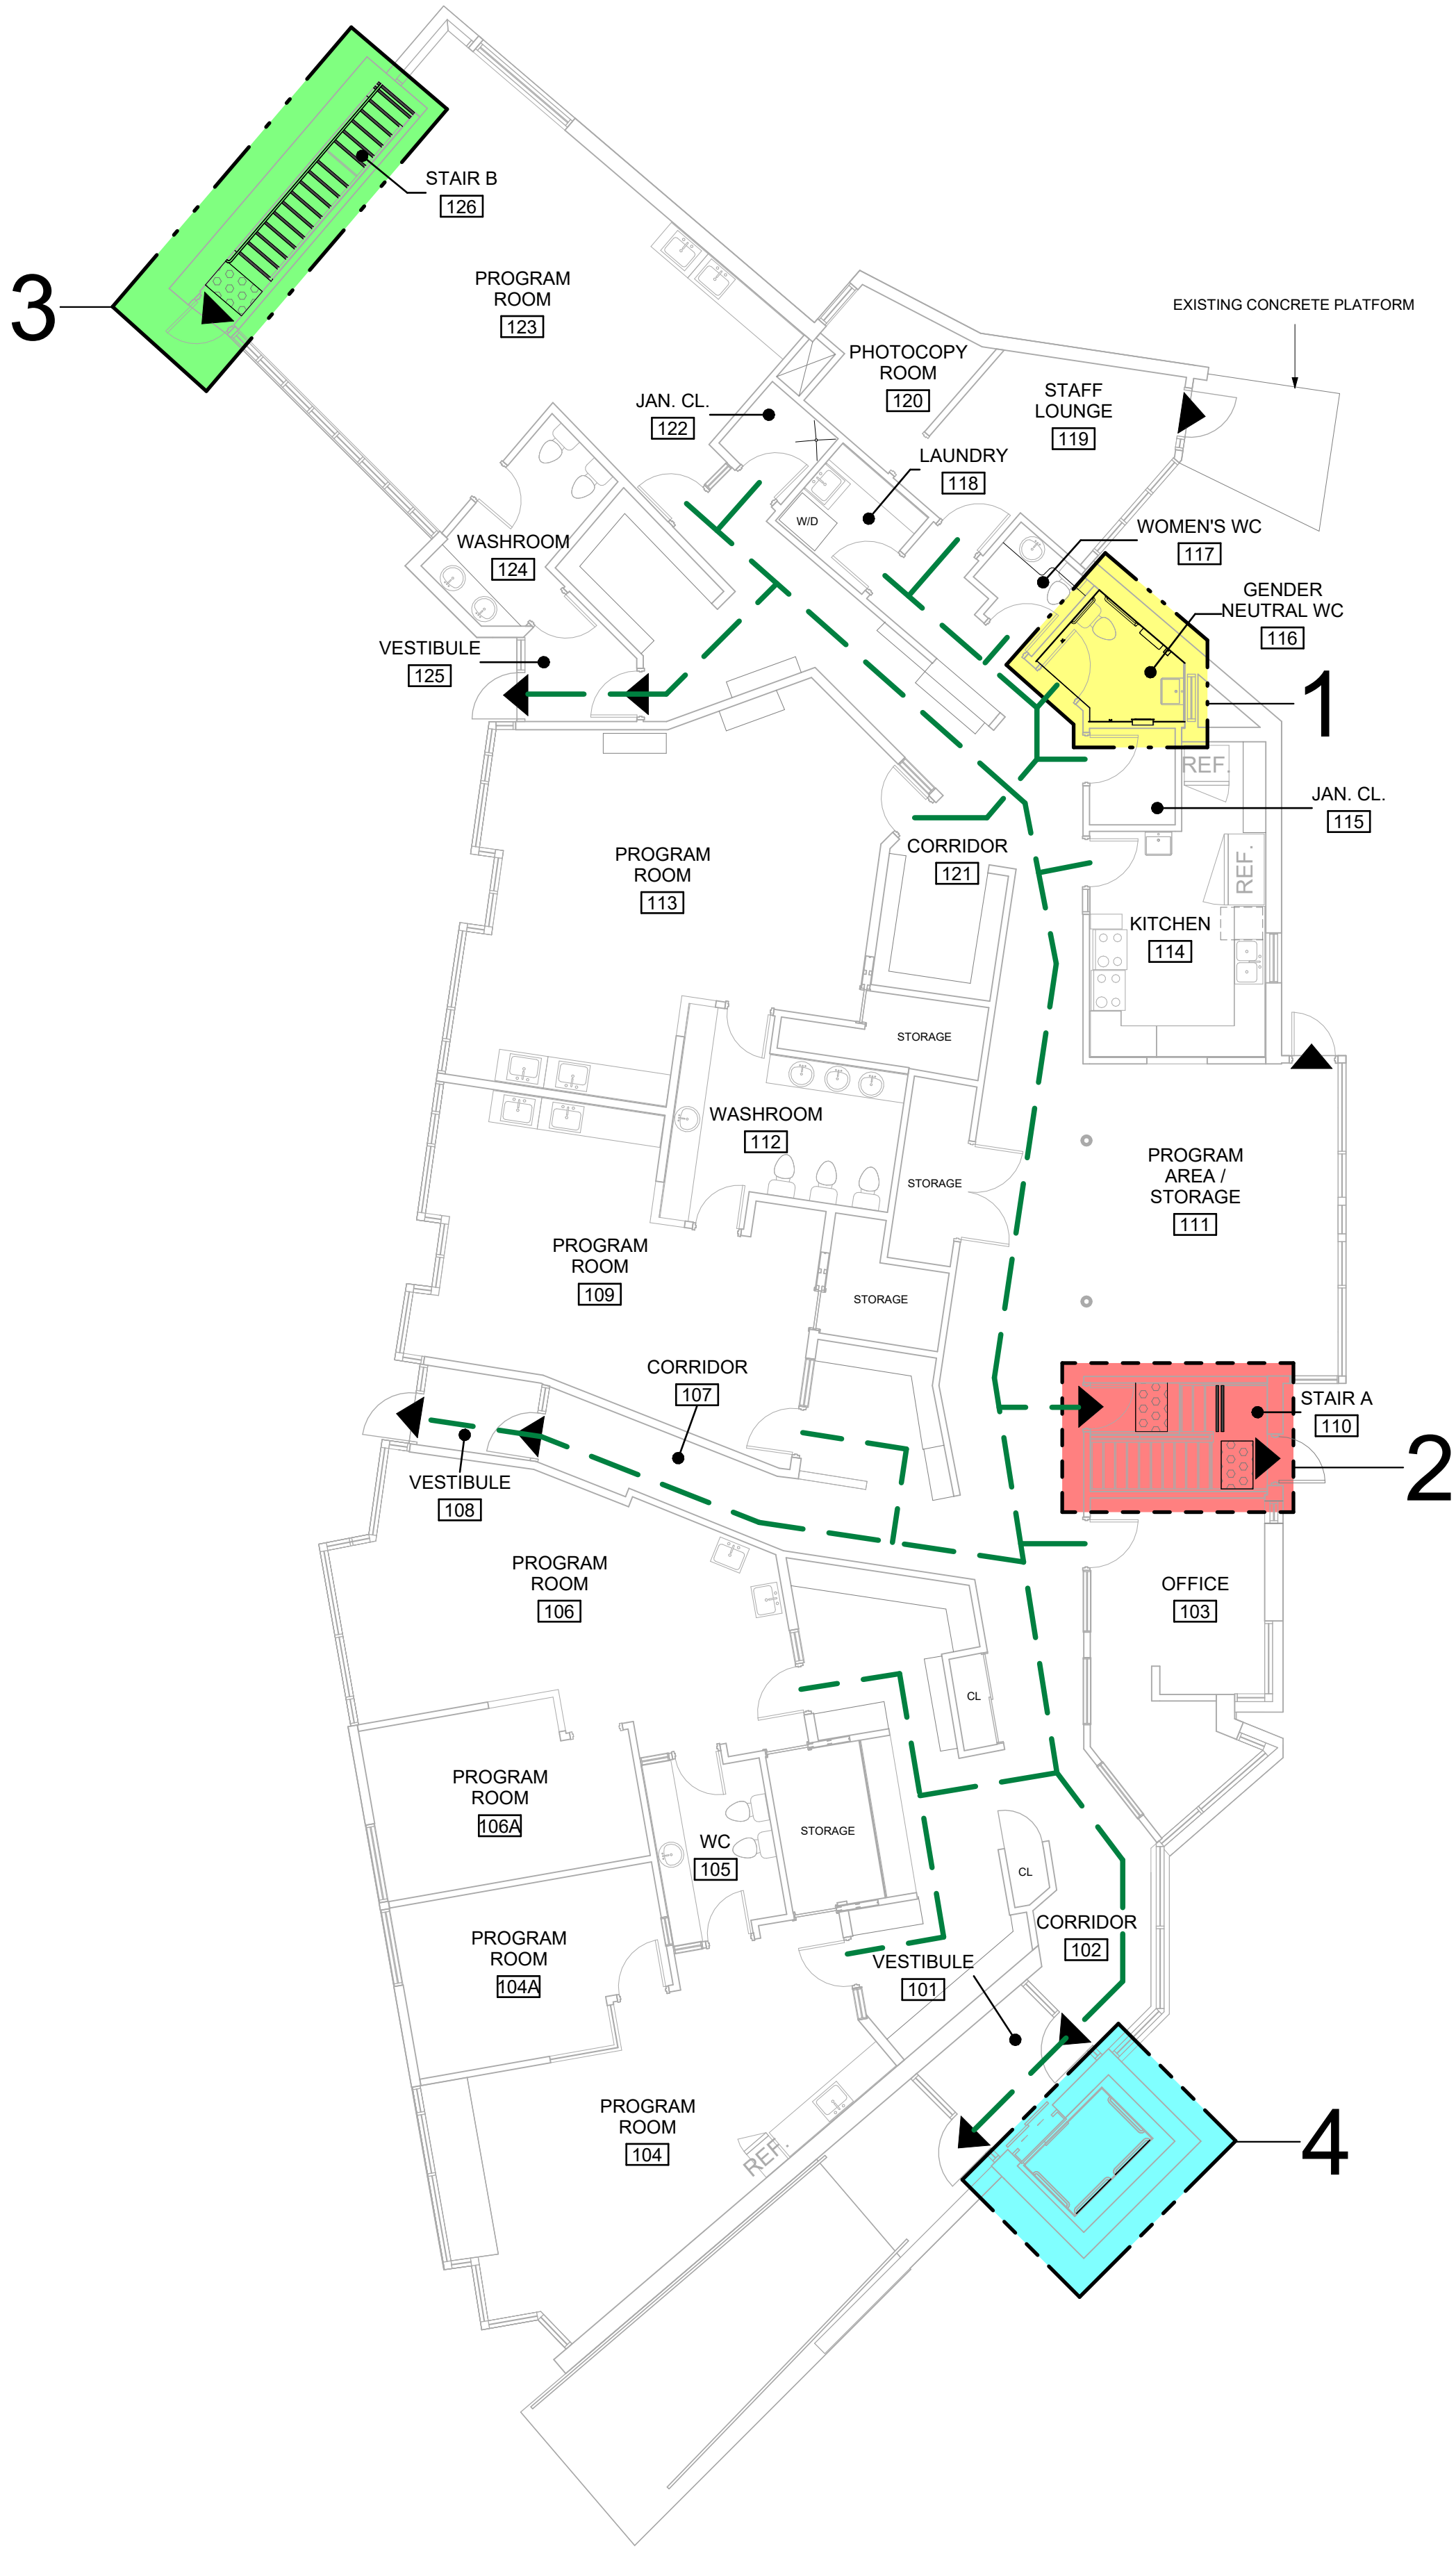 STAIR B
126
3
PROGRAM
ROOM
123
EXISTING CONCRETE PLATFORM
PHOTOCOPY
ROOM
120
STAFF
LOUNGE
119
JAN. CL.
122
LAUNDRY
118
W/D
WOMEN'S WC
117
WASHROOM
124
GENDER
NEUTRAL WC
116
VESTIBULE
125
1
REF.
JAN. CL.
115
PROGRAM
ROOM
113
CORRIDOR
121
REF.
KITCHEN
114
STORAGE
WASHROOM
112
PROGRAM
AREA /
STORAGE
111
STORAGE
PROGRAM
ROOM
109
STORAGE
CORRIDOR
107
STAIR A
110
2
VESTIBULE
108
PROGRAM
ROOM
106
OFFICE
103
CL
PROGRAM
ROOM
106A
WC
105
STORAGE
CL
PROGRAM
ROOM
104A
CORRIDOR
102
VESTIBULE
101
PROGRAM
ROOM
104
REF.
4